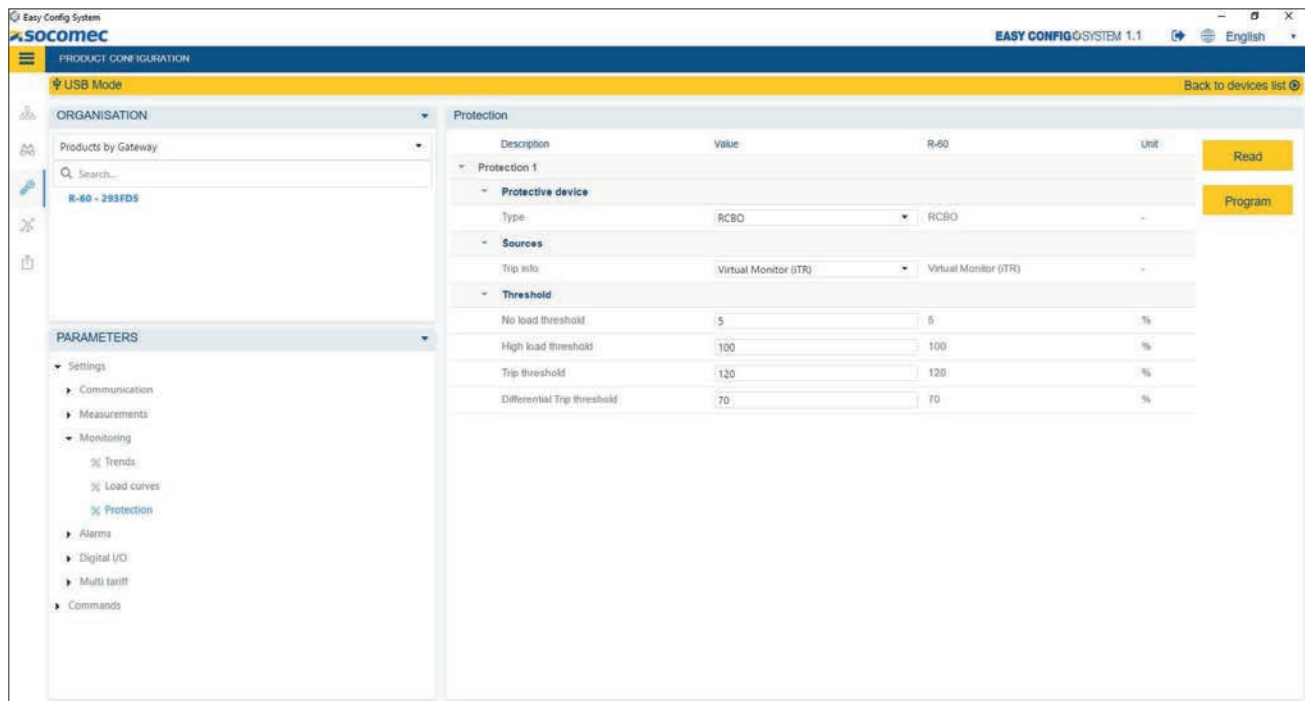 Easy Config System
socomec
EASY CONFIG SYSTEM 1.1 English
PRODUCT CONFIGURATION
USB Mode Back to devices list
ORGANISATION
Products by Gateway
Search...
R-60 - 293FD5
PARAMETERS
Settings
Communication
Measurements
Monitoring
Trends
Load curves
Protection
Alarms
Digital I/O
Multi tariff
Commands
Protection
Description Value R-60 Unit
Protection 1
Protective device
Type RCBO RCBO -
Sources
Trip info Virtual Monitor (iTR) Virtual Monitor (iTR) -
Threshold
No load threshold 5 5 %
High load threshold 100 100 %
Trip threshold 120 120 %
Differential Trip threshold 70 70 %
Read
Program